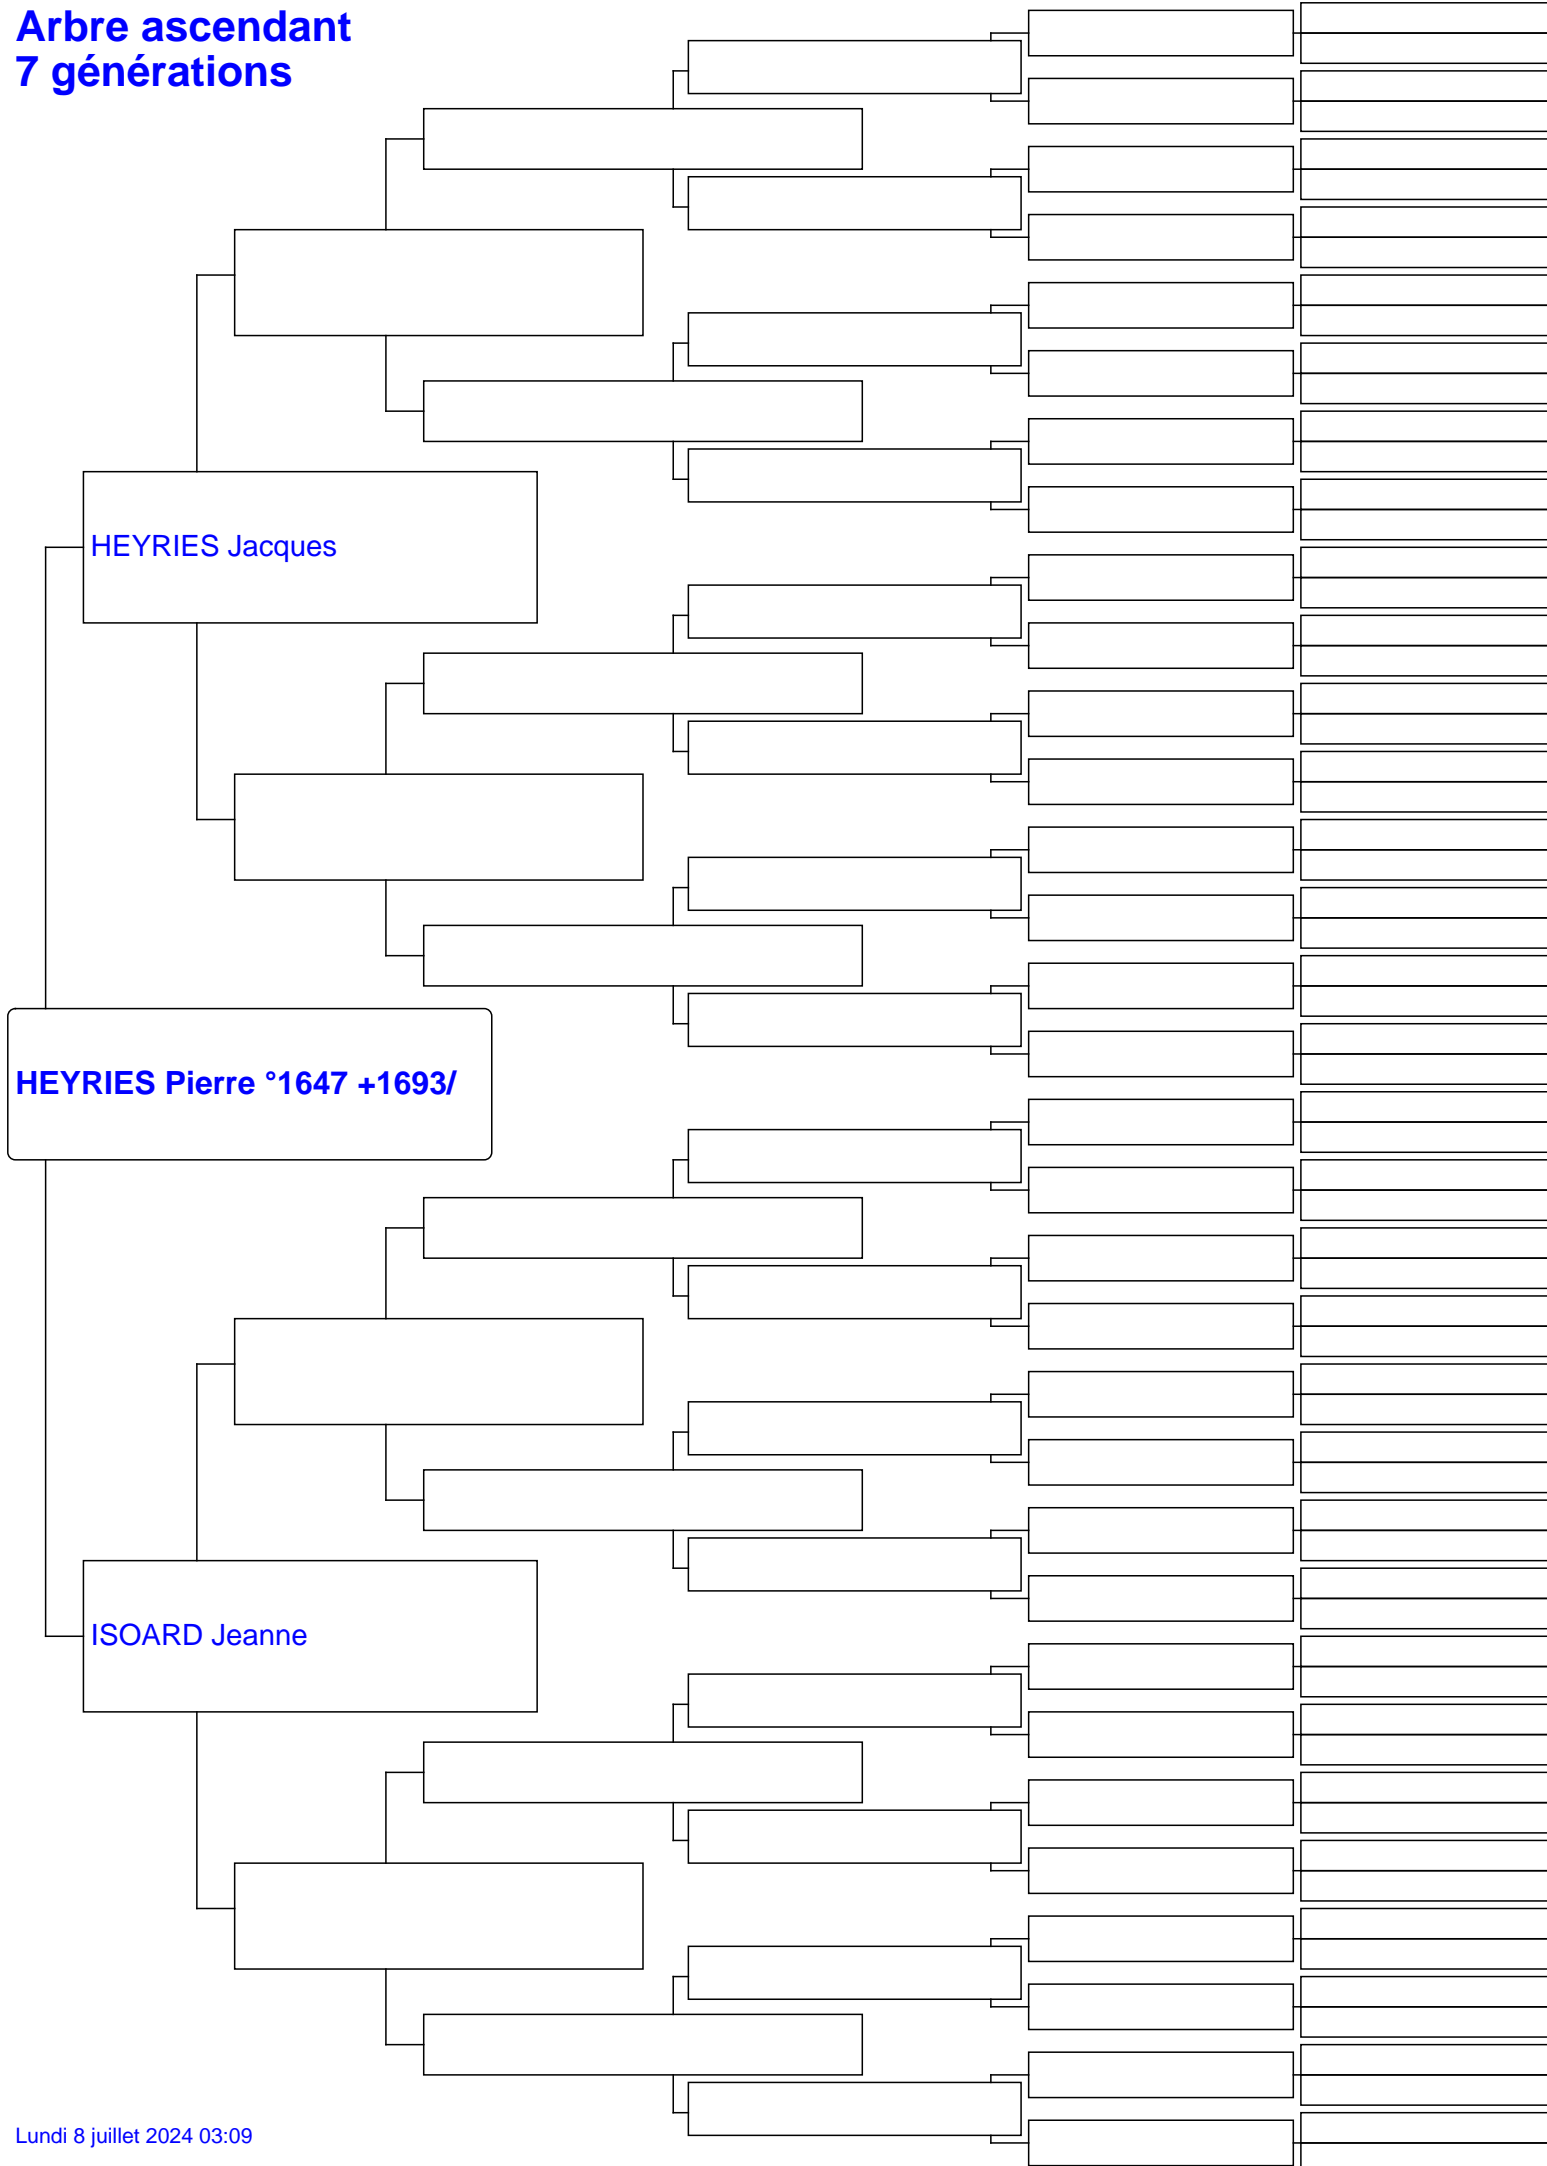 Arbre ascendant
7 générations
HEYRIES Jacques
HEYRIES Pierre °1647 +1693/
ISOARD Jeanne
Lundi 8 juillet 2024 03:09